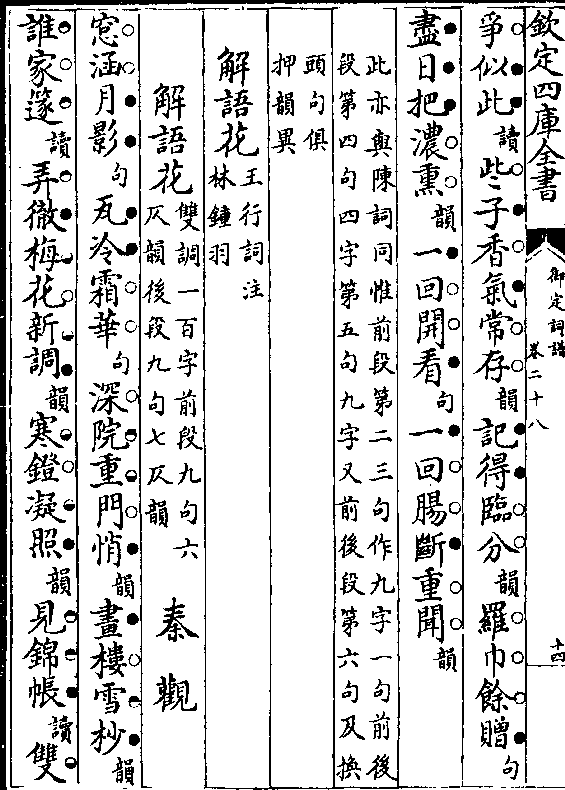 欽定四庫全書
御定詞譜
卷二十八
十四
爭似此讀些子香氣常存韻記得臨分韻羅巾餘贈句
盡日把濃熏韻一回開看句一回腸斷重聞韻
此亦與陳詞同惟前段第二三句作九字一句前後
段第四句四字第五句九字又前後段第六句及換
頭句俱
押韻異
解語花王行詞注
林鍾羽
解語花雙調一百字前段九句六
仄韻後段九句七仄韻 秦觀
窓涵月影句瓦冷霜華句深院重門悄韻畫樓雪杪韻
誰家篴讀弄徹梅花新調韻寒鐙凝照韻見錦帳讀雙